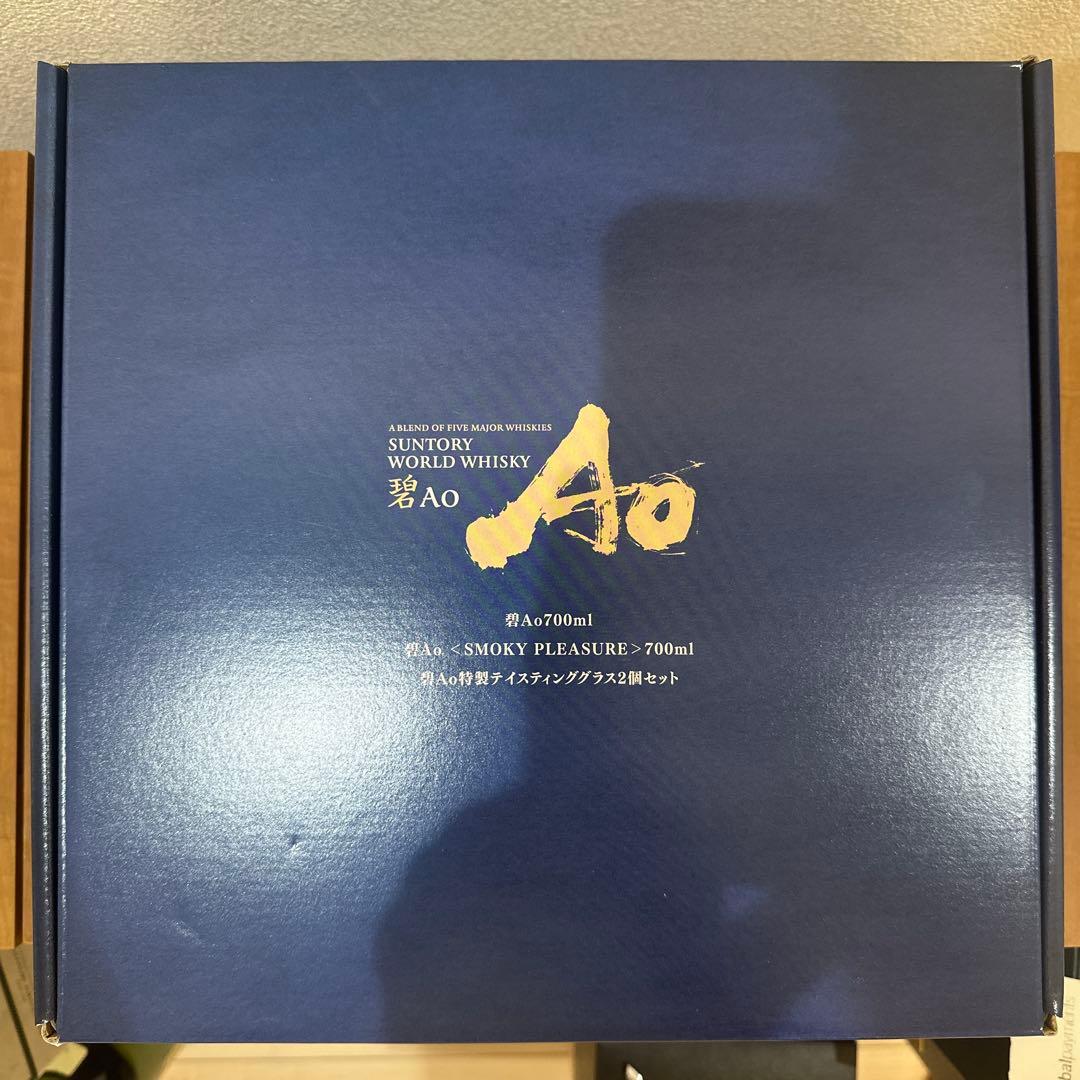 A BLEND OF FIVE MAJOR WHISKIES
SUNTORY
WORLD WHISKY
碧Ao
Ao
碧Ao700ml
碧Ao <SMOKY PLEASURE>700ml
碧Ao特製テイスティンググラス2個セット
balpayments